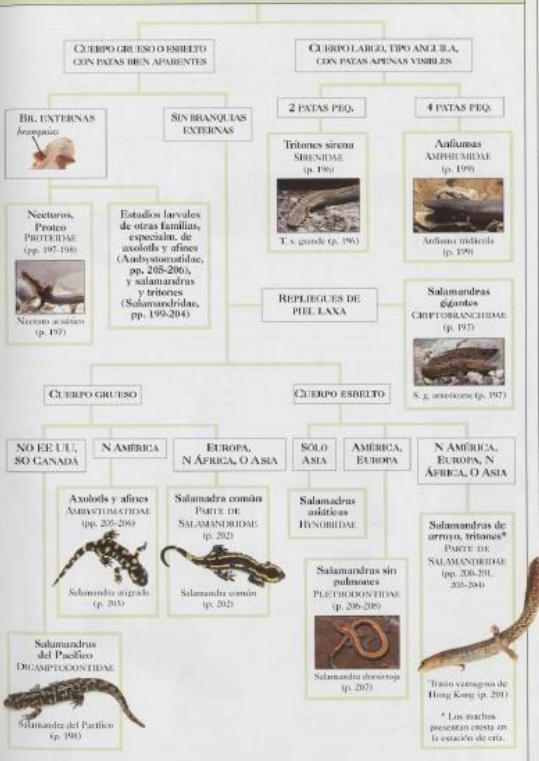 CUERPO GRUESO O ESBELTO
CON PATAS BIEN APARENTES
CUERPO LARGO, TIPO ANGUILA,
CON PATAS APENAS VISIBLES
BR. EXTERNAS
branquias
SIN BRANQUIAS
EXTERNAS
2 PATAS PEQ.
4 PATAS PEQ.
Tritones sirena
SIRENIDAE
(p. 196)
T. s. grande (p. 196)
Anfiumas
AMPHIUMIDAE
(p. 199)
Anfiuma tridáctila
(p. 199)
Necturos,
Proteo
PROTEIDAE
(pp. 197-198)
Necturo acuático
(p. 197)
Estudios larvales
de otras familias,
especialm. de
axolotls y afines
(Ambystomatidae,
pp. 205-206),
y salamandras
y tritones
(Salamandridae,
pp. 199-204)
REPLIEGUES DE
PIEL LAXA
Salamandras
gigantes
CRYPTOBRANCHIDAE
(p. 197)
S. g. americana (p. 197)
CUERPO GRUESO
CUERPO ESBELTO
NO EE UU,
SO CANADÁ
N AMÉRICA
EUROPA,
N ÁFRICA, O ASIA
SÓLO
ASIA
AMÉRICA,
EUROPA
N AMÉRICA,
EUROPA, N
ÁFRICA, O ASIA
Axolotls y afines
AMBYSTOMATIDAE
(pp. 205-206)
Salamandra atigrada
(p. 205)
Salamadra común
PARTE DE
SALAMANDRIDAE
(p. 202)
Salamandra común
(p. 202)
Salamadras
asiáticas
HYNOBIIDAE
Salamandras sin
pulmones
PLETHODONTIDAE
(p. 206-208)
Salamandra dorsirroja
(p. 207)
Salamandras de
arroyo, tritones*
PARTE DE
SALAMANDRIDAE
(pp. 200-201,
203-204)
Tritón verrugoso de
Hong Kong (p. 201)
* Los machos
presentan cresta en
la estación de cría.
Salamandras
del Pacífico
DICAMPTODONTIDAE
Salamandra del Pacífico
(p. 198)